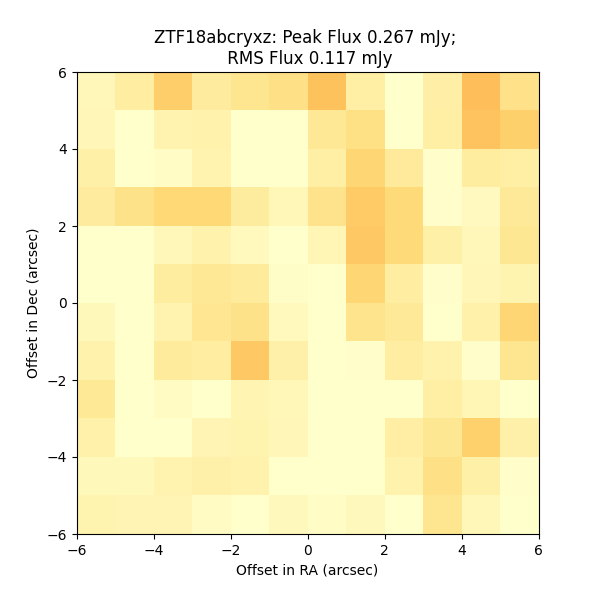 ZTF18abcryxz: Peak Flux 0.267 mJy;
RMS Flux 0.117 mJy
6
4
2
0
−2
−4
−6
Offset in Dec (arcsec)
−6 −4 −2 0 2 4 6
Offset in RA (arcsec)